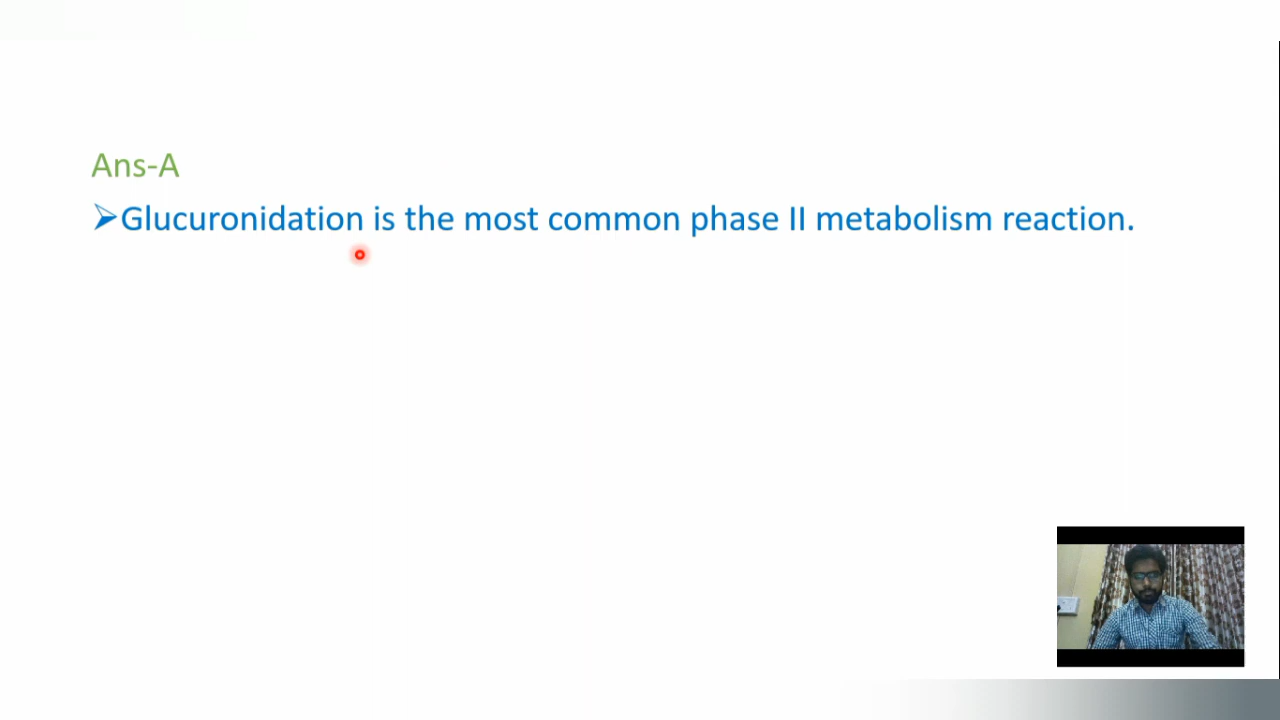 Ans-A
➢Glucuronidation is the most common phase II metabolism reaction.